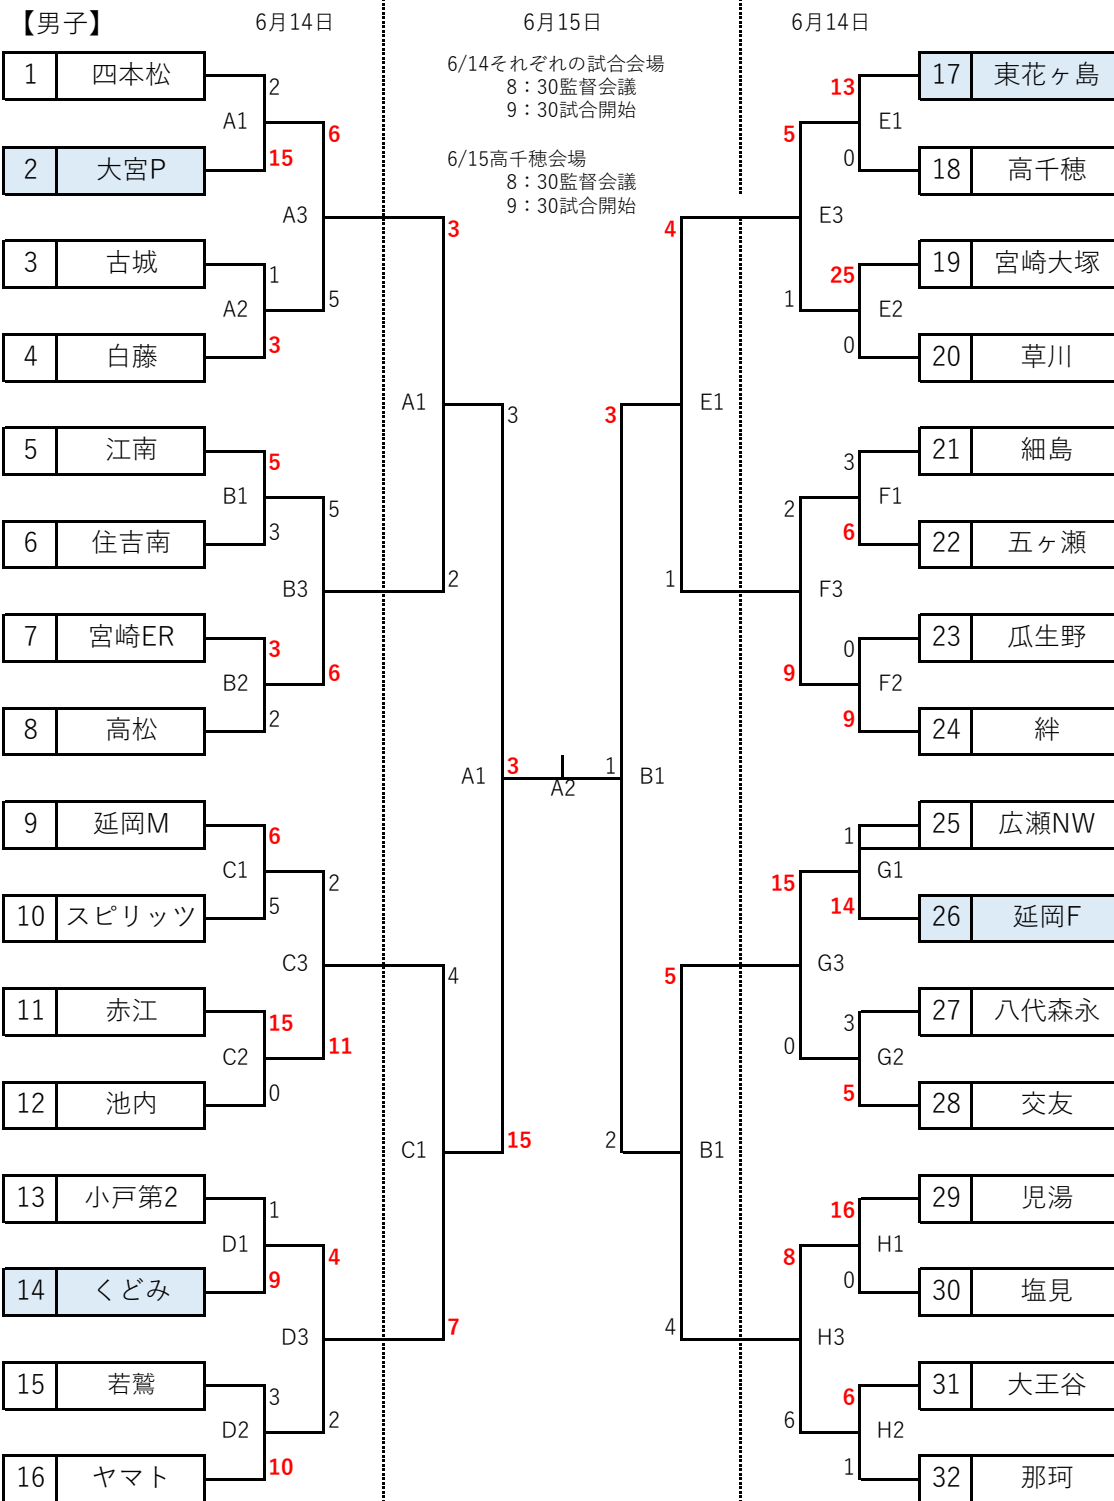 【男子】
6月14日
6月15日
6月14日
6/14それぞれの試合会場
8：30監督会議
9：30試合開始
6/15高千穂会場
8：30監督会議
9：30試合開始
1 四本松
2
A1
15
2 大宮P
6
A3
3 古城
1
A2
5
3
4 白藤
3
A1
5 江南
5
B1
3
6 住吉南
5
B3
2
7 宮崎ER
3
B2
6
2
8 高松
3
A1
3
9 延岡M
6
C1
5
10 スピリッツ
2
C3
4
11 赤江
15
C2
11
0
12 池内
C1
15
13 小戸第2
1
D1
9
14 くどみ
4
D3
7
15 若鷲
3
D2
2
10
16 ヤマト
A2
17 東花ヶ島
13
E1
5
0
18 高千穂
4
E3
19 宮崎大塚
25
E2
1
0
20 草川
3
E1
21 細島
3
F1
2
6
22 五ヶ瀬
1
F3
23 瓜生野
0
F2
9
9
24 絆
1
B1
25 広瀬NW
1
G1
15
14
26 延岡F
5
G3
27 八代森永
3
G2
0
5
28 交友
2
B1
29 児湯
16
H1
8
0
30 塩見
4
H3
31 大王谷
6
H2
6
1
32 那珂